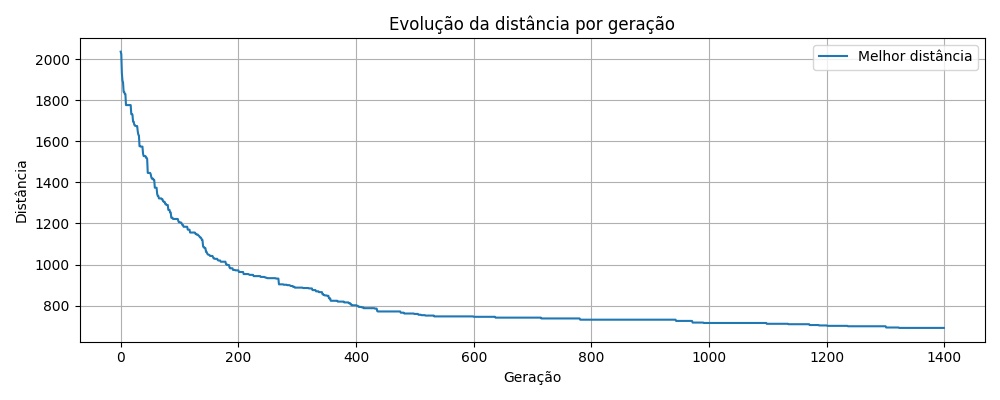 Evolução da distância por geração
Melhor distância
Distância
2000
1800
1600
1400
1200
1000
800
0 200 400 600 800 1000 1200 1400
Geração